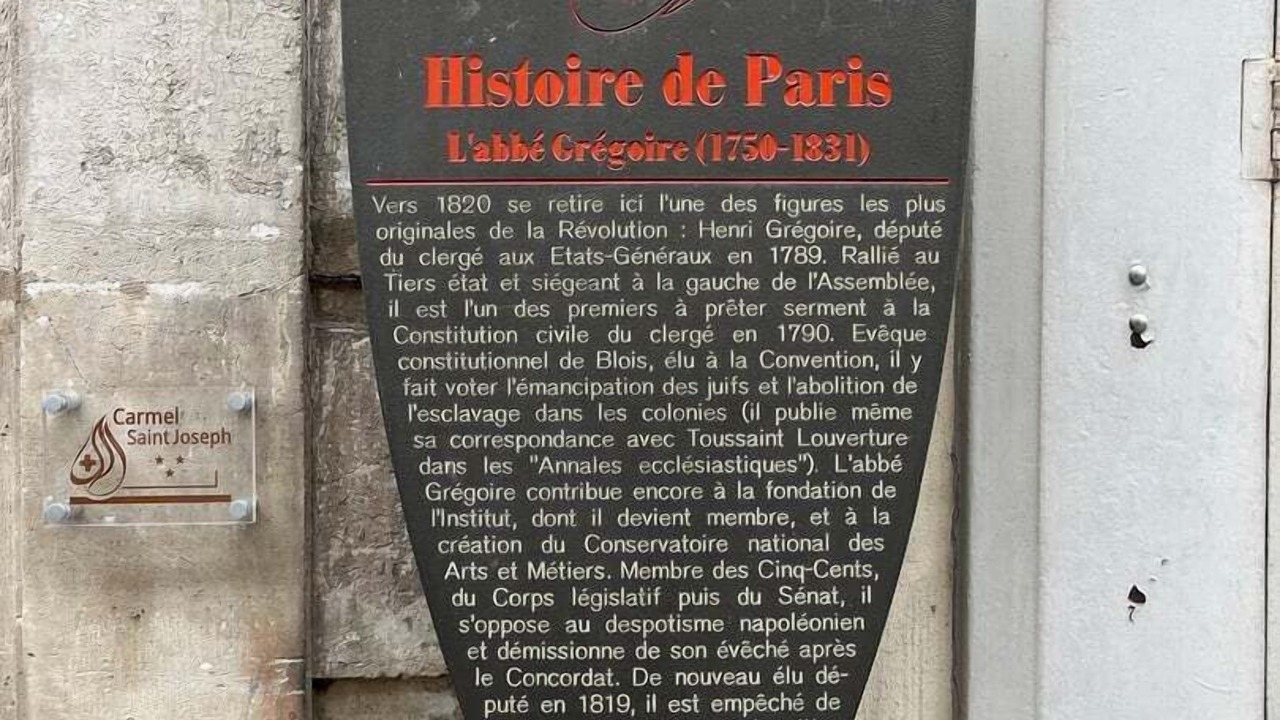 Histoire de Paris
L'abbé Grégoire (1750-1831)
Vers 1820 se retire ici l'une des figures les plus
originales de la Révolution : Henri Grégoire, député
du clergé aux Etats-Généraux en 1789. Rallié au
Tiers état et siégeant à la gauche de l'Assemblée,
il est l'un des premiers à prêter serment à la
Constitution civile du clergé en 1790. Evêque
constitutionnel de Blois, élu à la Convention, il y
fait voter l'émancipation des juifs et l'abolition de
l'esclavage dans les colonies (il publie même
sa correspondance avec Toussaint Louverture
dans les "Annales ecclésiastiques"). L'abbé
Grégoire contribue encore à la fondation de
l'Institut, dont il devient membre, et à la
création du Conservatoire national des
Arts et Métiers. Membre des Cinq-Cents,
du Corps législatif puis du Sénat, il
s'oppose au despotisme napoléonien
et démissionne de son évêché après
le Concordat. De nouveau élu dé-
puté en 1819, il est empêché de
Carmel
Saint Joseph